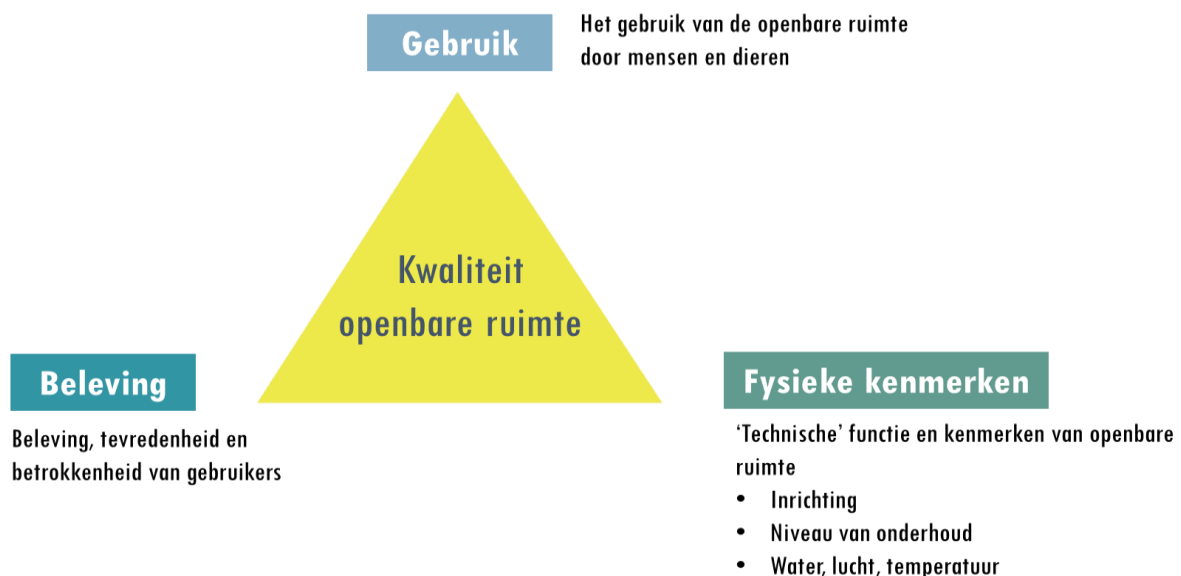 Gebruik
Het gebruik van de openbare ruimte
door mensen en dieren
Kwaliteit
openbare ruimte
Beleving
Beleving, tevredenheid en
betrokkenheid van gebruikers
Fysieke kenmerken
‘Technische’ functie en kenmerken van openbare
ruimte
• Inrichting
• Niveau van onderhoud
• Water, lucht, temperatuur